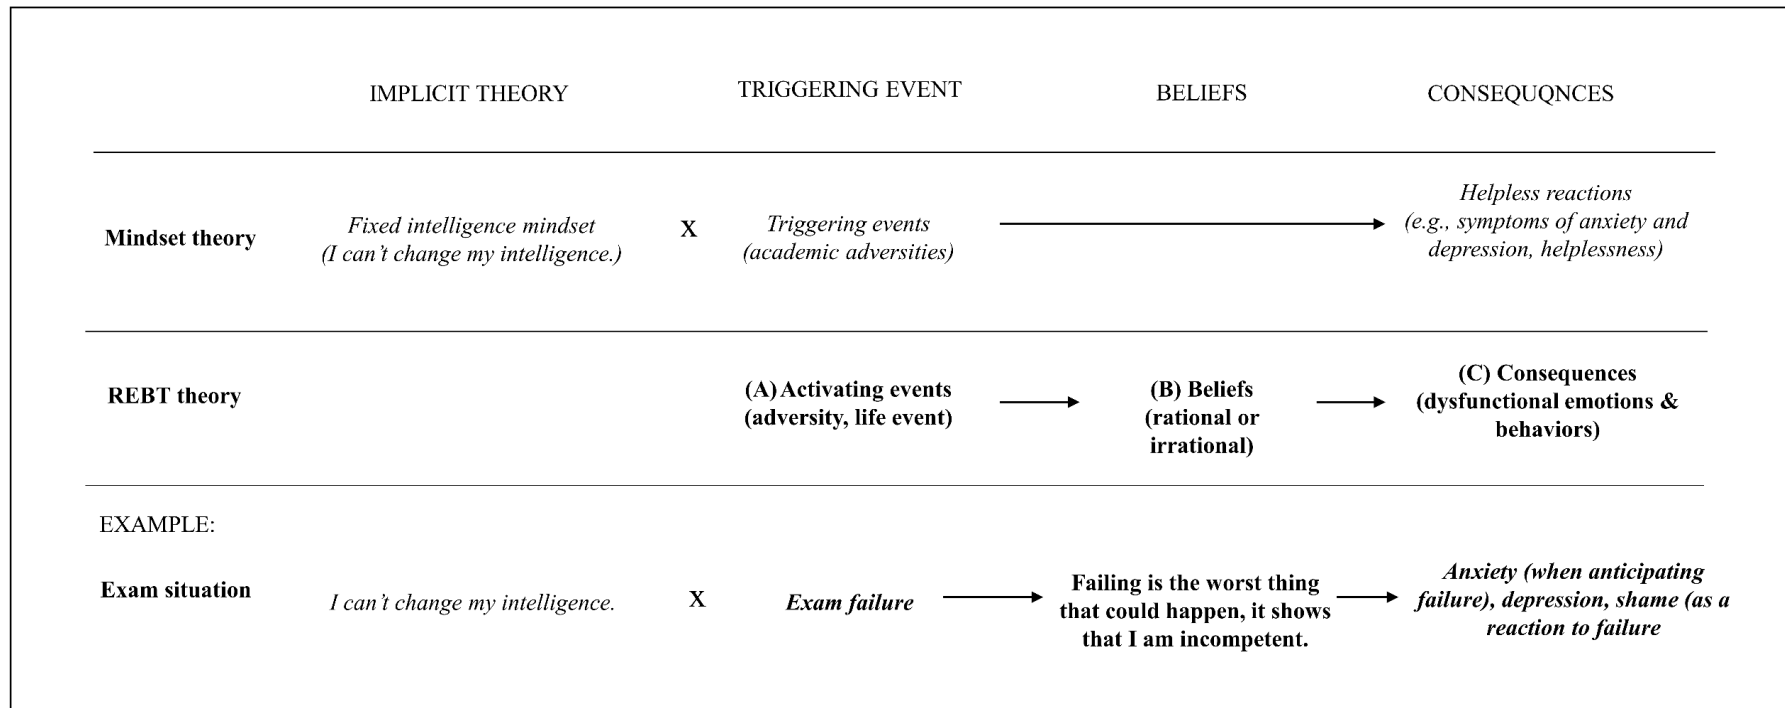 IMPLICIT THEORY TRIGGERING EVENT BELIEFS CONSEQUQNCES
Mindset theory
Fixed intelligence mindset
(I can’t change my intelligence.)
X
Triggering events
(academic adversities)
Helpless reactions
(e.g., symptoms of anxiety and
depression, helplessness)
REBT theory
(A) Activating events
(adversity, life event)
(B) Beliefs
(rational or
irrational)
(C) Consequences
(dysfunctional emotions &
behaviors)
EXAMPLE:
Exam situation
I can’t change my intelligence.
X
Exam failure
Failing is the worst thing
that could happen, it shows
that I am incompetent.
Anxiety (when anticipating
failure), depression, shame (as a
reaction to failure